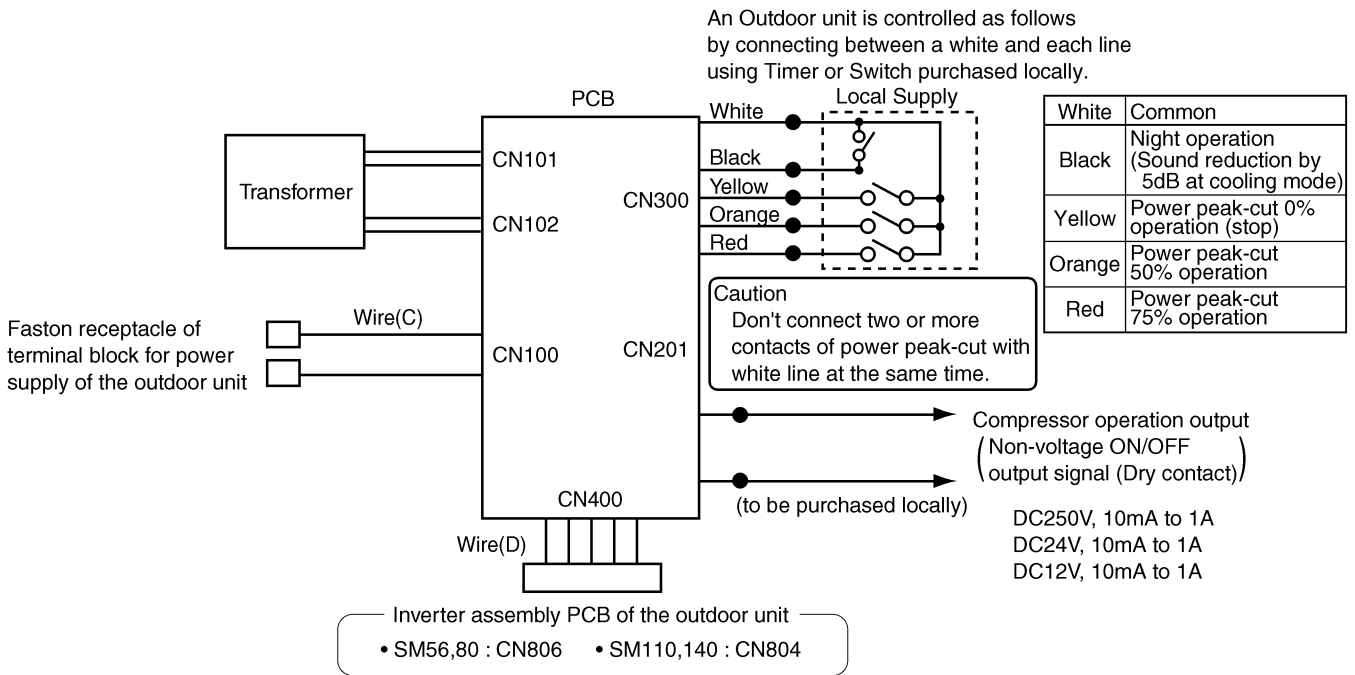 An Outdoor unit is controlled as follows
by connecting between a white and each line
using Timer or Switch purchased locally.
PCB
Local Supply
White
Black
Yellow
Orange
Red
White Common
Black Night operation
(Sound reduction by
5dB at cooling mode)
Yellow Power peak-cut 0%
operation (stop)
Orange Power peak-cut
50% operation
Red Power peak-cut
75% operation
Transformer
CN101
CN102
CN300
Caution
Don't connect two or more
contacts of power peak-cut with
white line at the same time.
Faston receptacle of
terminal block for power
supply of the outdoor unit
Wire(C)
CN100
CN201
Compressor operation output
(Non-voltage ON/OFF
output signal (Dry contact))
(to be purchased locally)
DC250V, 10mA to 1A
DC24V, 10mA to 1A
DC12V, 10mA to 1A
CN400
Wire(D)
Inverter assembly PCB of the outdoor unit
• SM56,80 : CN806 • SM110,140 : CN804